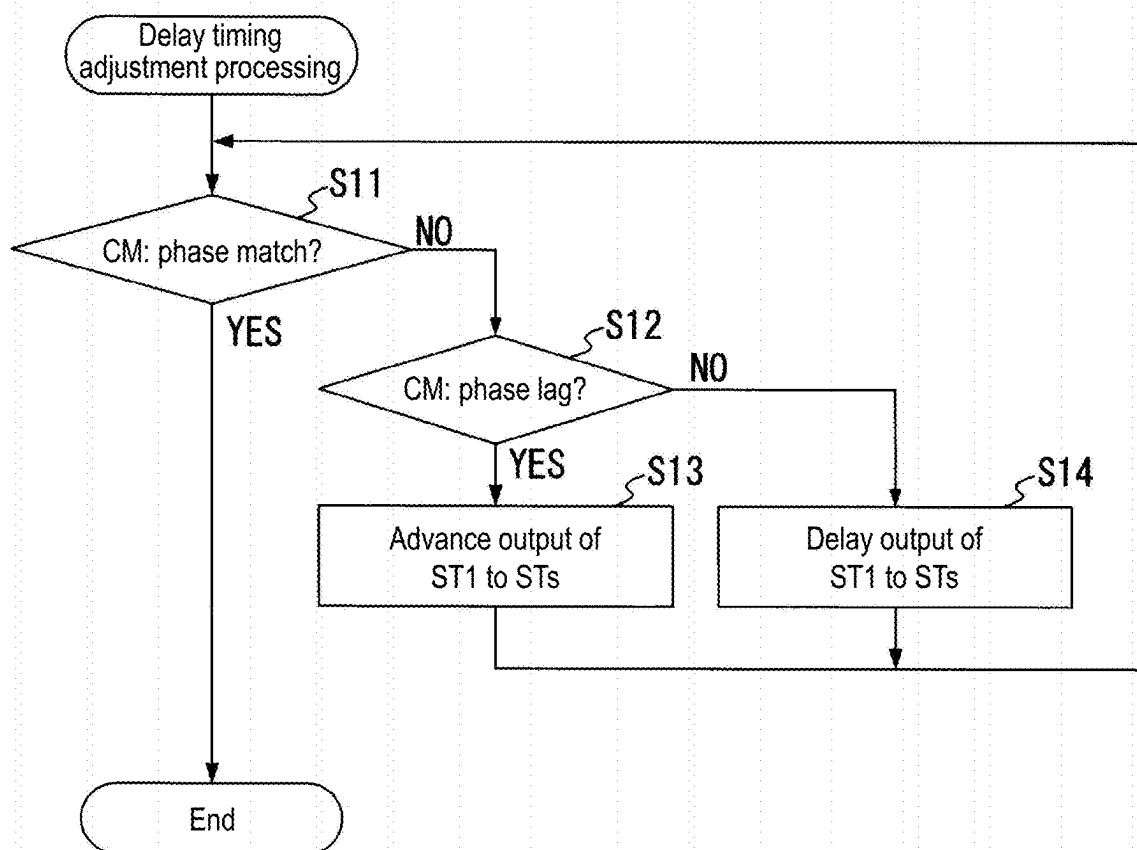 Delay timing
adjustment processing
S11
CM: phase match?
NO
YES
S12
CM: phase lag?
NO
YES
S13
Advance output of
ST1 to STs
S14
Delay output of
ST1 to STs
End